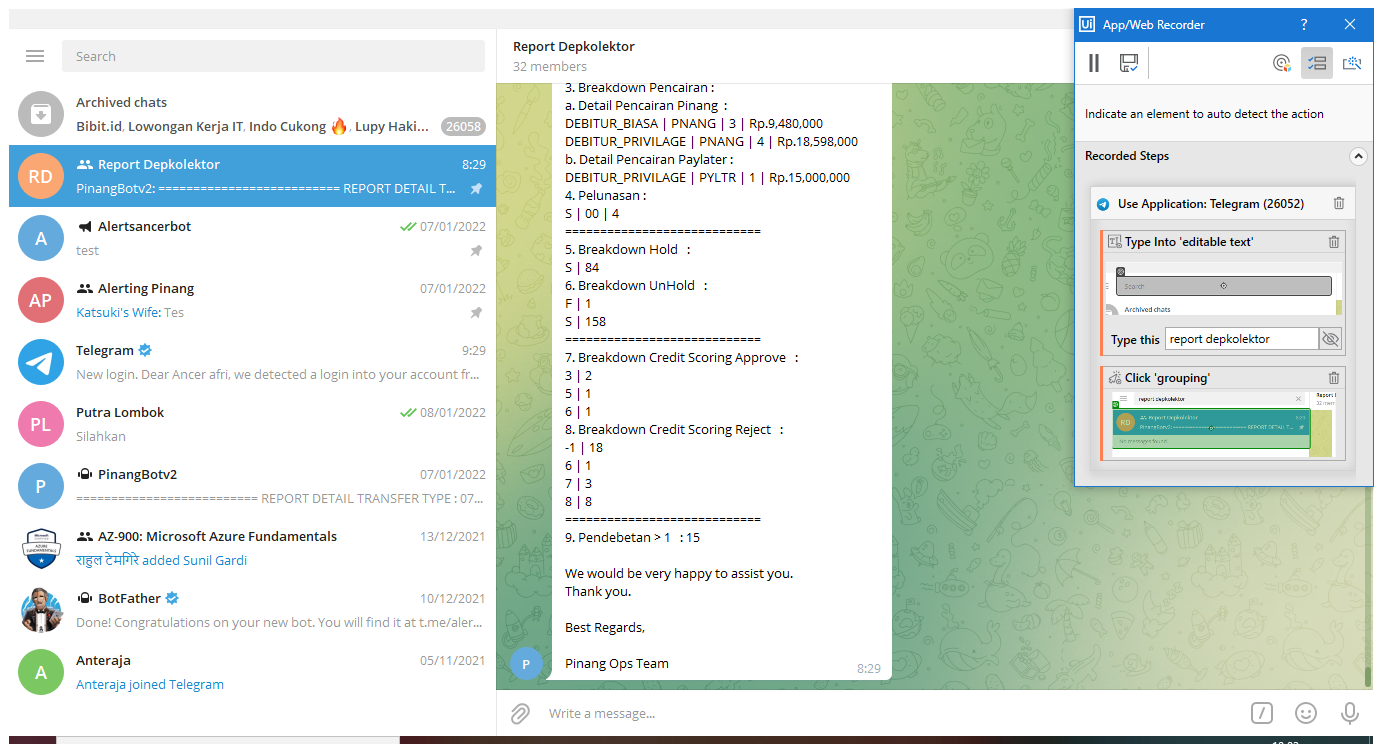 Search
Archived chats
Bibit.id, Lowongan Kerja IT, Indo Cukong 🔥, Lupy Haki...
26058
RD
Report Depkolektor
8:29
PinangBotv2: ========================== REPORT DETAIL T...
A
Alertsancerbot
07/01/2022
test
AP
Alerting Pinang
07/01/2022
Katsuki's Wife: Tes
Telegram
9:29
New login. Dear Ancer afri, we detected a login into your account fr...
PL
Putra Lombok
08/01/2022
Silahkan
P
PinangBotv2
07/01/2022
========================== REPORT DETAIL TRANSFER TYPE : 07...
AZ-900: Microsoft Azure Fundamentals
13/12/2021
राहुल टेमगिरे added Sunil Gardi
BotFather
10/12/2021
Done! Congratulations on your new bot. You will find it at t.me/aler...
A
Anteraja
05/11/2021
Anteraja joined Telegram
Report Depkolektor
32 members
3. Breakdown Pencairan :
a. Detail Pencairan Pinang :
DEBITUR_BIASA | PNANG | 3 | Rp.9,480,000
DEBITUR_PRIVILAGE | PNANG | 4 | Rp.18,598,000
b. Detail Pencairan Paylater :
DEBITUR_PRIVILAGE | PYLTR | 1 | Rp.15,000,000
4. Pelunasan :
S | 00 | 4
============================
5. Breakdown Hold :
S | 84
6. Breakdown UnHold :
F | 1
S | 158
============================
7. Breakdown Credit Scoring Approve :
3 | 2
5 | 1
6 | 1
8. Breakdown Credit Scoring Reject :
-1 | 18
6 | 1
7 | 3
8 | 8
============================
9. Pendebetan > 1 : 15
We would be very happy to assist you.
Thank you.
Best Regards,
Pinang Ops Team
8:29
P
Write a message...
Ui App/Web Recorder
?
Indicate an element to auto detect the action
Recorded Steps
Use Application: Telegram (26052)
Type Into 'editable text'
Search
Archived chats
Type this
report depkolektor
Click 'grouping'
report depkolektor
RD
Report Depkolektor
8:29
No messages found